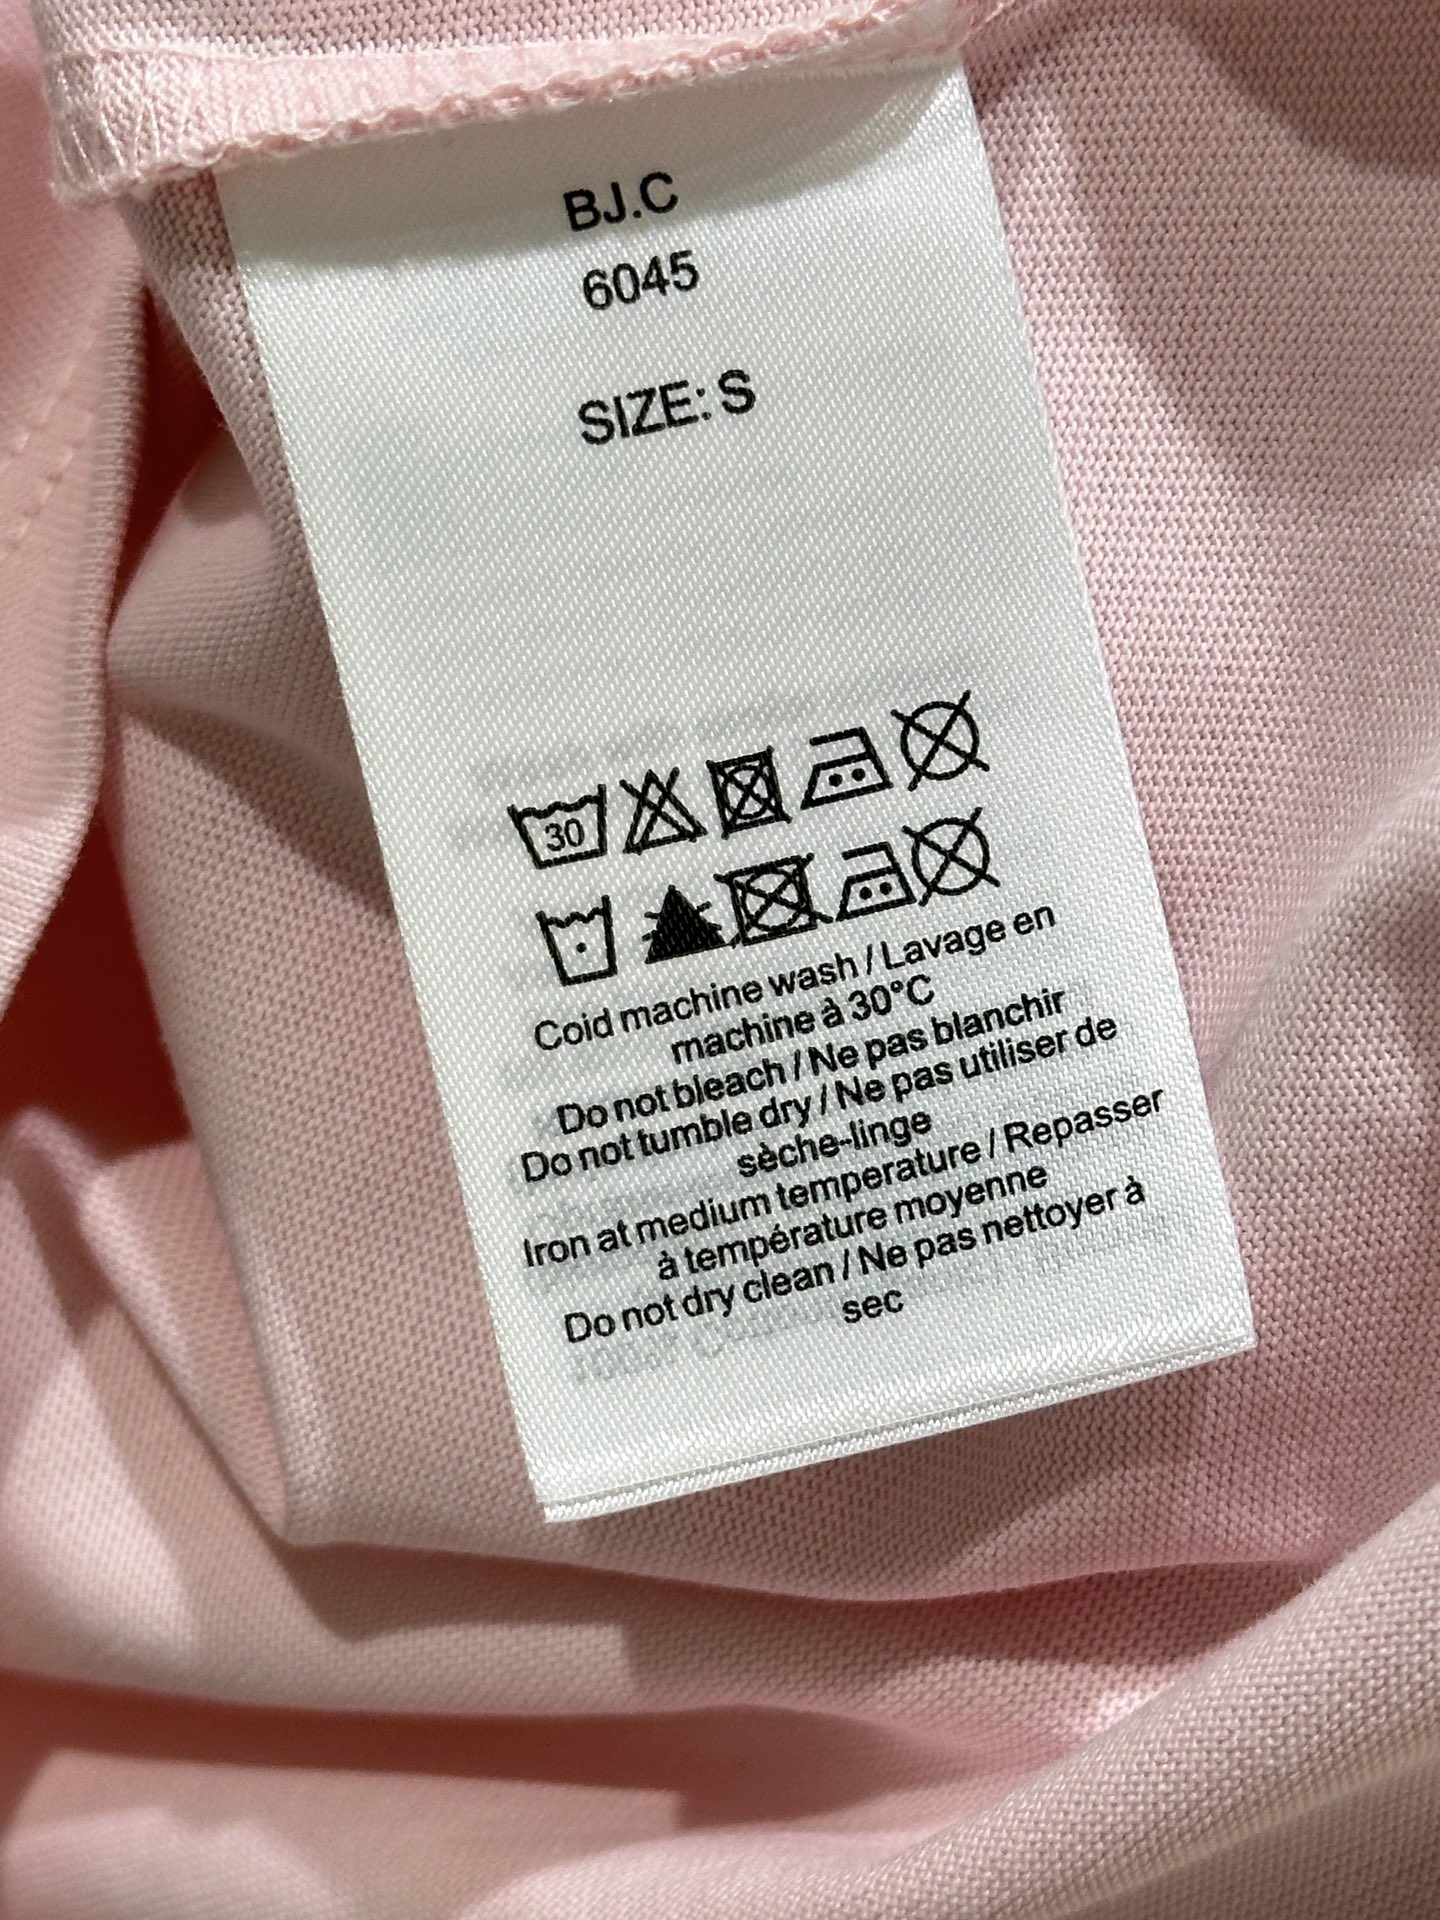 BJ.C
6045
SIZE: S
30
Coid machine wash / Lavage en
machine à 30°C
Do not bleach / Ne pas blanchir
Do not tumble dry / Ne pas utiliser de
sèche-linge
Iron at medium temperature / Repasser
à température moyenne
Do not dry clean / Ne pas nettoyer à
sec